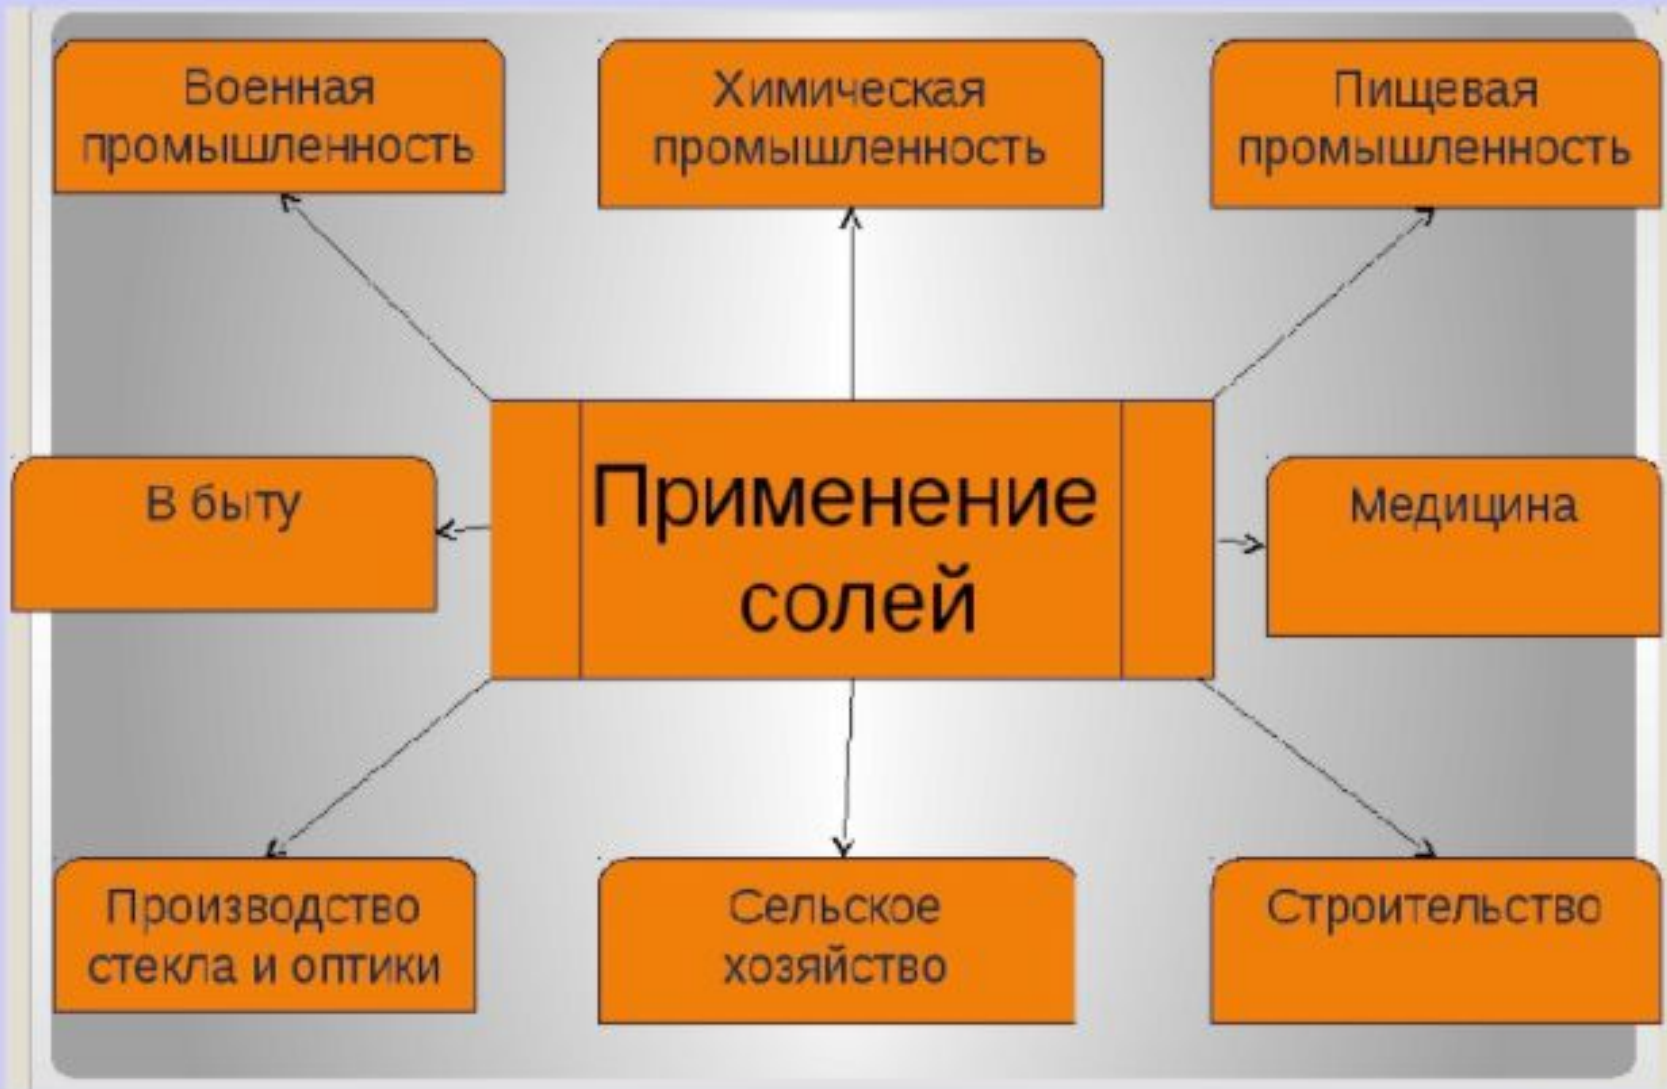 Военная
промышленность
Химическая
промышленность
Пищевая
промышленность
В быту
Применение
солей
Медицина
Производство
стекла и оптики
Сельское
хозяйство
Строительство